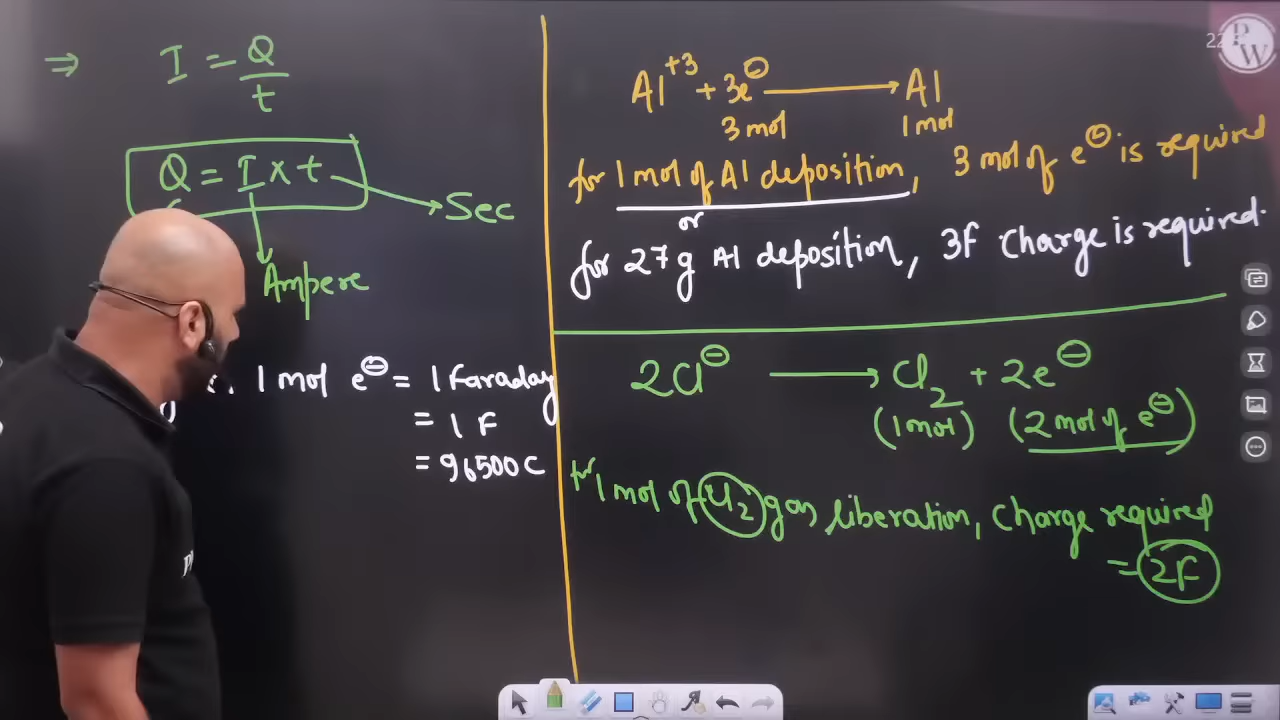 ⇒ I = Q/t
Q = I × t → Sec
Ampere
1 mol e⊖ = 1 Faraday
= 1 F
= 96500 C
Al⁺³ + 3e⊖ ⟶ Al
3 mol 1 mol
for 1 mol of Al deposition, 3 mol of e⊖ is required
or
for 27 g Al deposition, 3F Charge is required.
2Cl⊖ ⟶ Cl₂ + 2e⊖
(1 mol) (2 mol of e⊖)
for 1 mol of Cl₂ gas liberation, Charge required
= 2F
22
PW